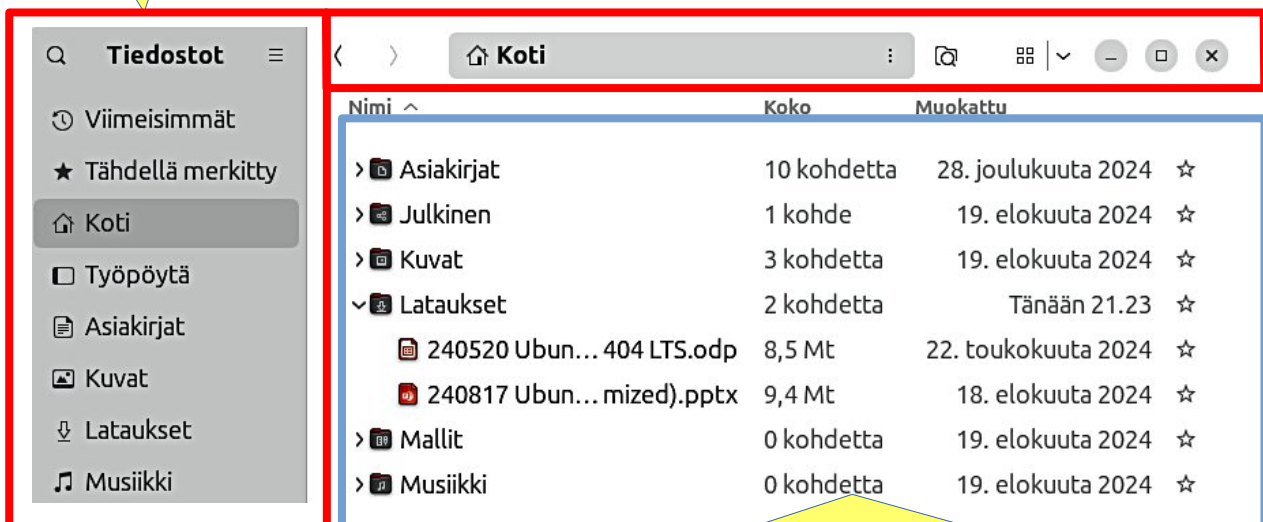 Tiedostot
Viimeisimmät
Tähdellä merkitty
Koti
Työpöytä
Asiakirjat
Kuvat
Lataukset
Musiikki
Koti
Nimi Koko Muokattu
Asiakirjat 10 kohdetta 28. joulukuuta 2024
Julkinen 1 kohde 19. elokuuta 2024
Kuvat 3 kohdetta 19. elokuuta 2024
Lataukset 2 kohdetta Tänään 21.23
240520 Ubun… 404 LTS.odp 8,5 Mt 22. toukokuuta 2024
240817 Ubun… mized).pptx 9,4 Mt 18. elokuuta 2024
Mallit 0 kohdetta 19. elokuuta 2024
Musiikki 0 kohdetta 19. elokuuta 2024